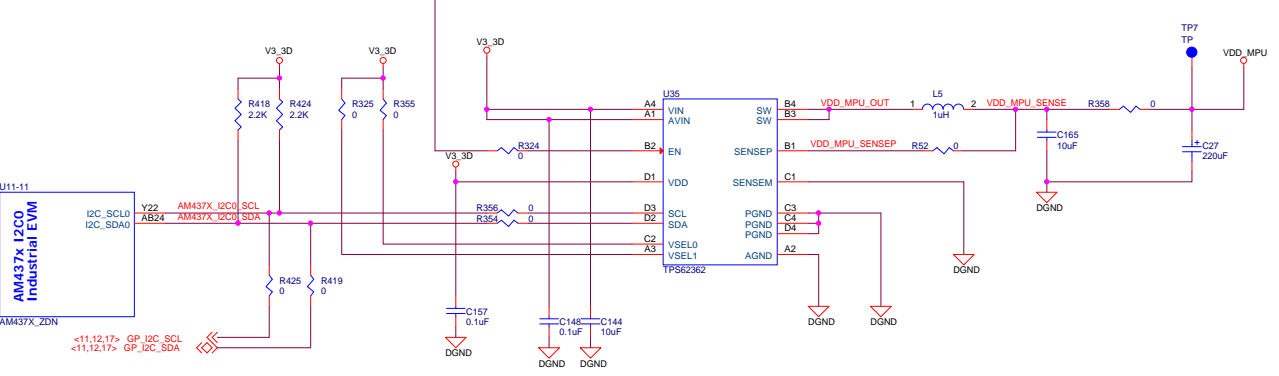 TP7
TP
VDD_MPU
V3_3D
V3_3D
V3_3D
R418
2.2K
R424
2.2K
R325
0
R355
0
U35
A4
VIN
A1
AVIN
B2
EN
D1
VDD
D3
SCL
D2
SDA
C2
VSEL0
A3
VSEL1
SW
B4
SW
B3
SENSEP
B1
SENSEM
C1
PGND
C3
PGND
C4
PGND
D4
AGND
A2
TPS62362
VDD_MPU_OUT
1
L5
1uH
2
VDD_MPU_SENSE
R358
0
VDD_MPU_SENSEP
R52
0
C165
10uF
C27
220uF
+
DGND
R324
0
V3_3D
U11-11
AM437x I2C0
Industrial EVM
I2C_SCL0
Y22
AM437X_I2C0_SCL
I2C_SDA0
AB24
AM437X_I2C0_SDA
AM437X_ZDN
R356
0
R354
0
R425
0
R419
0
C157
0.1uF
C148
0.1uF
C144
10uF
DGND
DGND
DGND
DGND
DGND
DGND
<11,12,17> GP_I2C_SCL
<11,12,17> GP_I2C_SDA